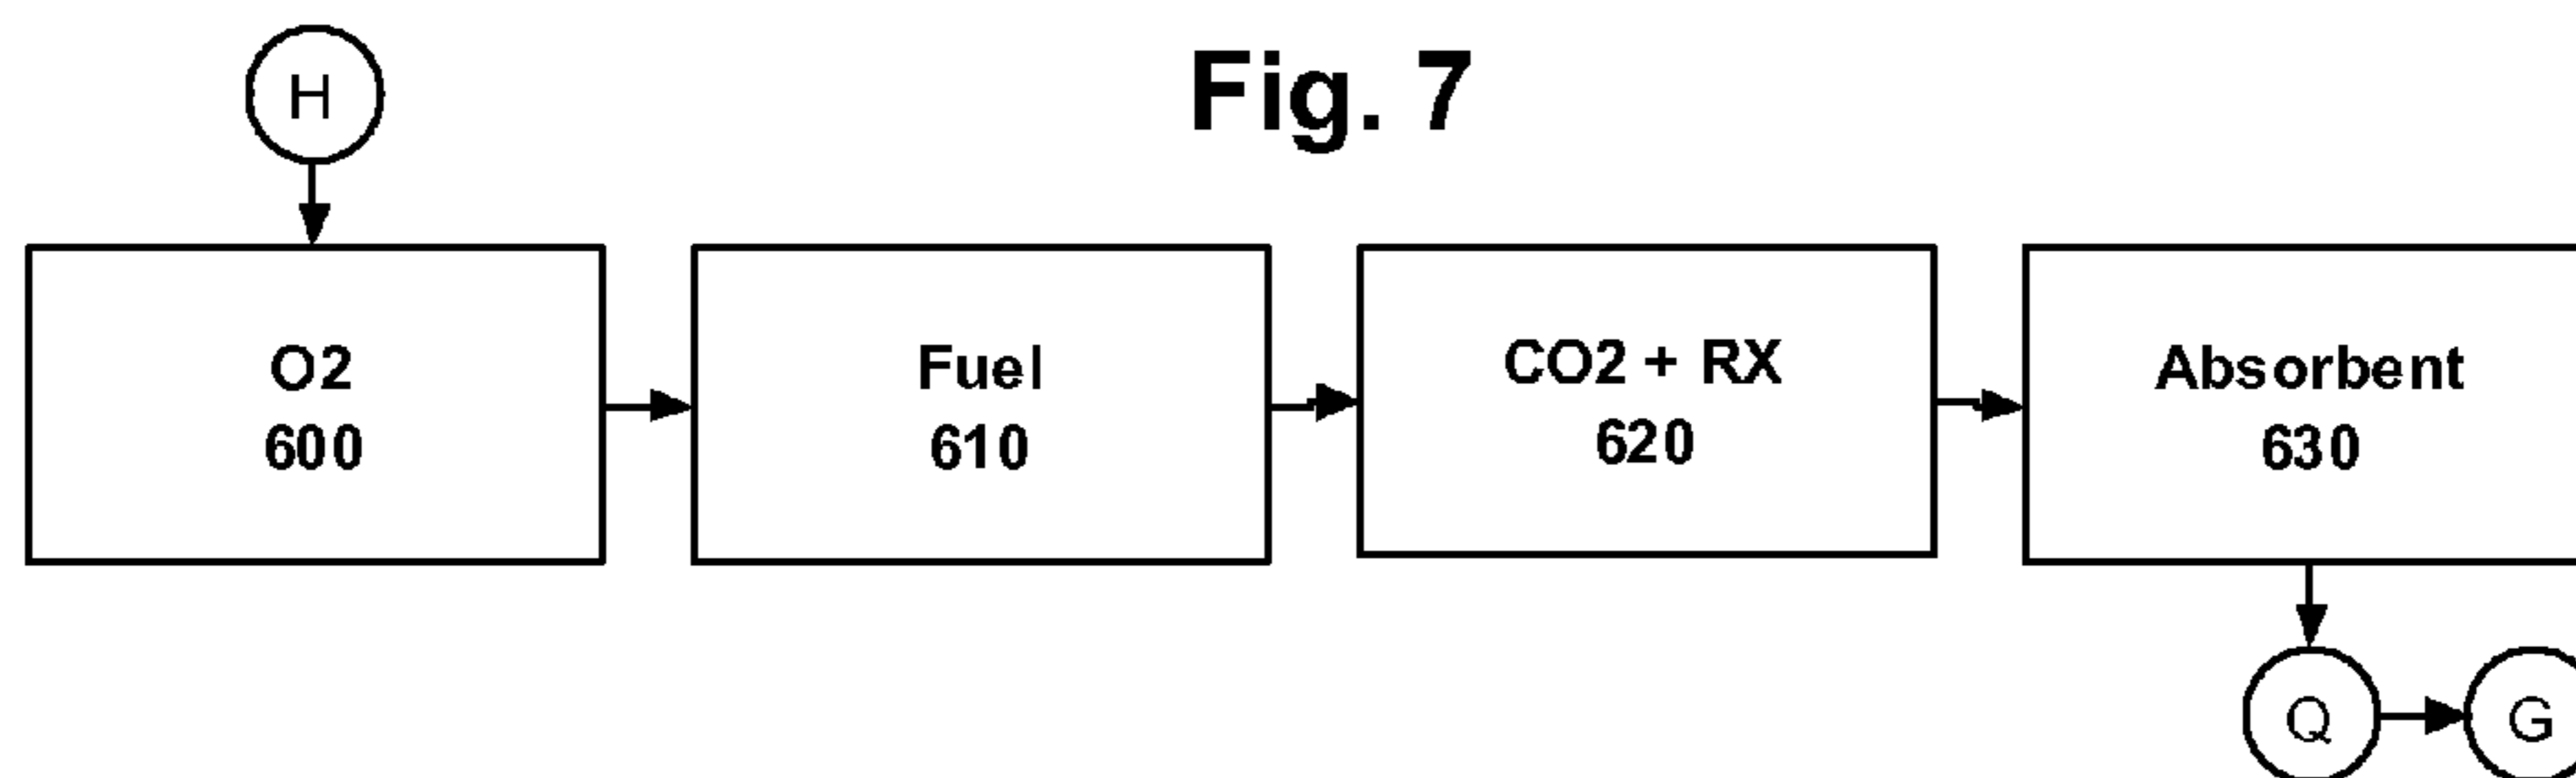 H
Fig. 7
O2
600
Fuel
610
CO2 + RX
620
Absorbent
630
Q
G